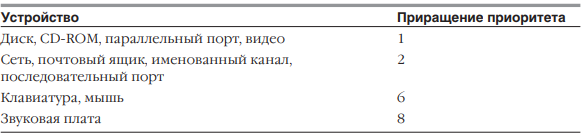 Устройство Приращение приоритета
Диск, CD-ROM, параллельный порт, видео 1
Сеть, почтовый ящик, именованный канал, 2
последовательный порт
Клавиатура, мышь 6
Звуковая плата 8